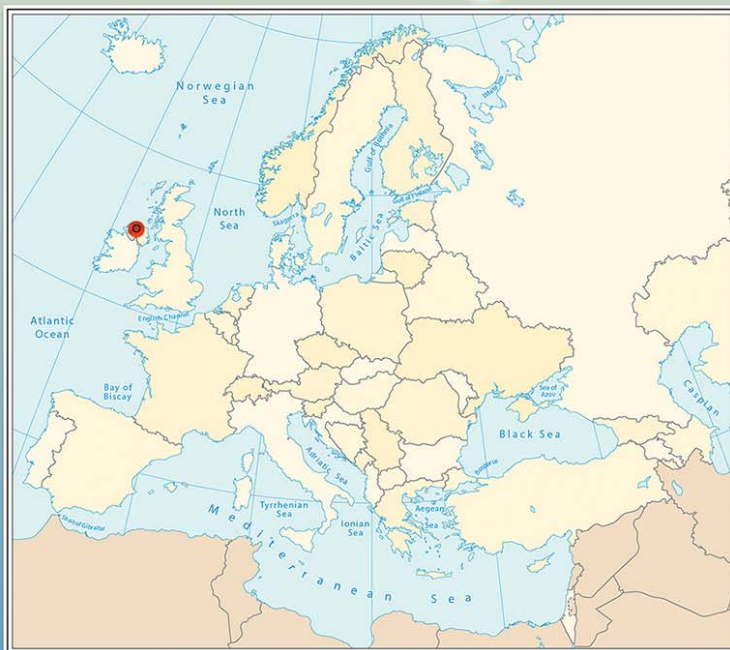 Norwegian
Sea
White Sea
Gulf of Bothnia
Gulf of Finland
North
Sea
Skagerra
Baltic Sea
Atlantic
Ocean
English Channel
Bay of
Biscay
Sea of
Azov
Caspian
Black Sea
Adriatic Sea
Bosporus
Tyrrhenian
Sea
Aegean
Sea
Ionian
Sea
Strait of Gibraltar
Mediterranean Sea